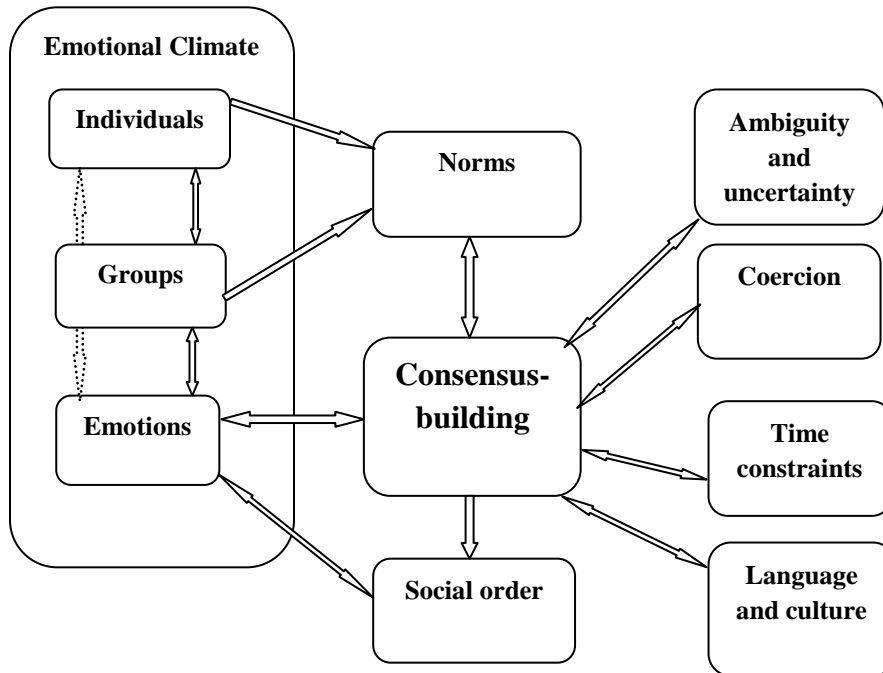 Emotional Climate
Individuals
Groups
Emotions
Norms
Consensus-
building
Social order
Ambiguity
and
uncertainty
Coercion
Time
constraints
Language
and culture